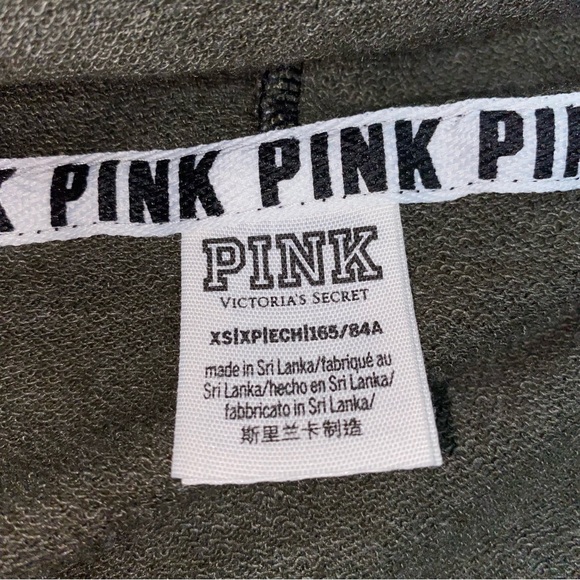 K PINK PINK PIN
PINK
VICTORIA'S SECRET
XS|XP|ECH|165/84A
made in Sri Lanka/fabriqué au
Sri Lanka/hecho en Sri Lanka/
fabbricato in Sri Lanka/
斯里兰卡制造